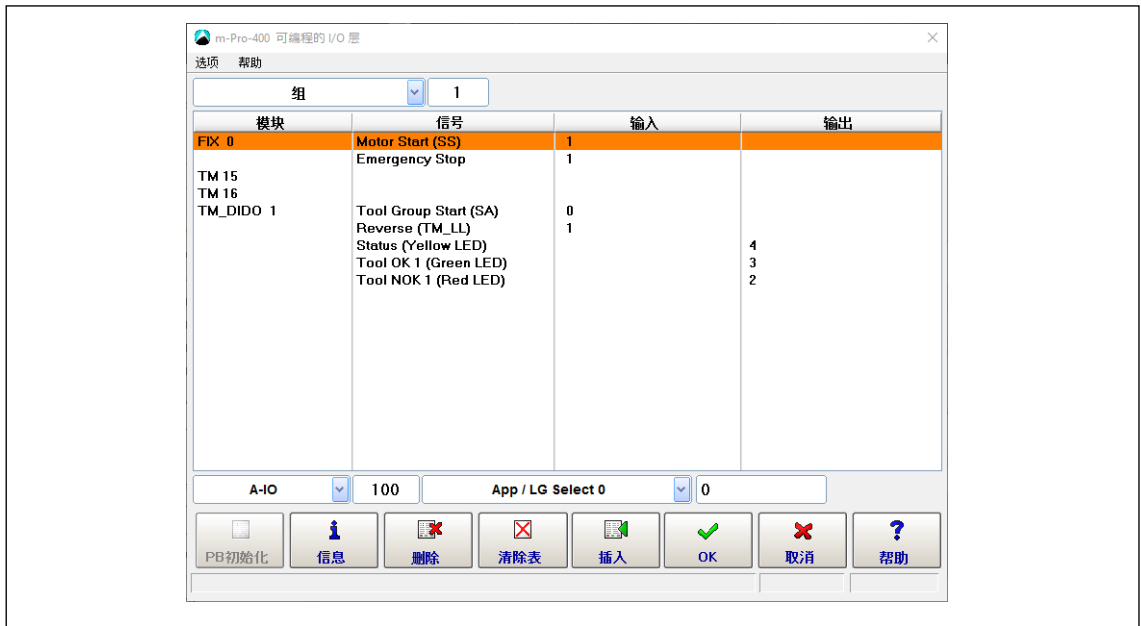 m-Pro-400 可编程的 I/O 层
选项 帮助
组 1
模块 信号 输入 输出
FIX 0 Motor Start (SS) 1
Emergency Stop 1
TM 15
TM 16
TM_DIDO 1 Tool Group Start (SA) 0
Reverse (TM_LL) 1
Status (Yellow LED) 4
Tool OK 1 (Green LED) 3
Tool NOK 1 (Red LED) 2
A-IO 100 App / LG Select 0 0
PB初始化 信息 删除 清除表 插入 OK 取消 帮助